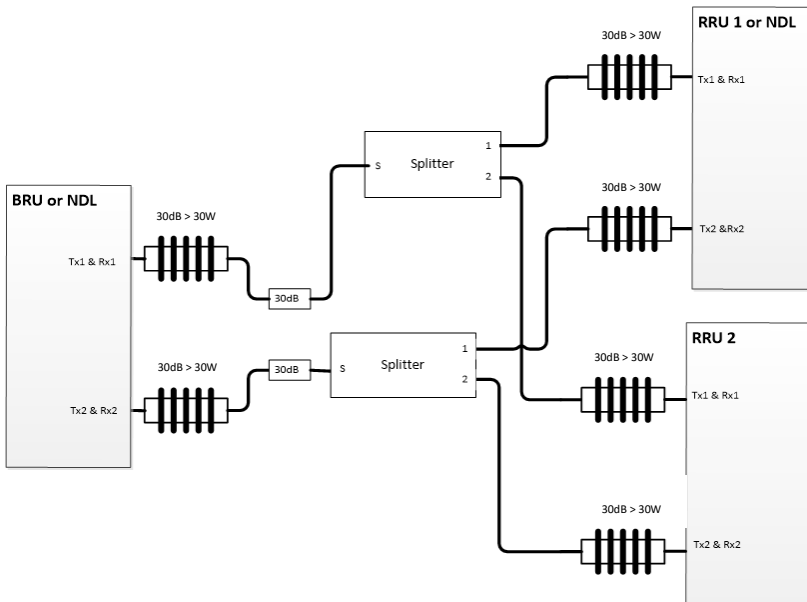 RRU 1 or NDL
30dB > 30W
Tx1 & Rx1
1
S
Splitter
2
30dB > 30W
Tx2 &Rx2
BRU or NDL
30dB > 30W
Tx1 & Rx1
30dB
RRU 2
1
Splitter
S
2
30dB > 30W
30dB
30dB > 30W
Tx1 & Rx1
Tx2 & Rx2
30dB > 30W
Tx2 & Rx2